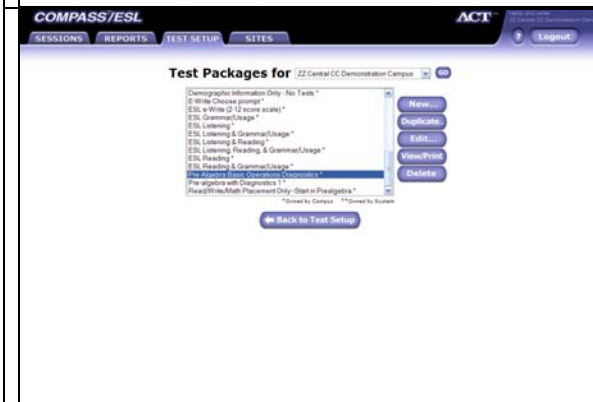 COMPASS/ESL
ACT
SESSIONS REPORTS TEST SETUP SITES
? Logout
Test Packages for ZZ Central CC Demonstration Campus GO
Demographic Information Only - No Tests *
E-Write Choose prompt *
ESL e-Write (2-12 score scale) *
ESL Grammar/Usage *
ESL Listening *
ESL Listening & Grammar/Usage *
ESL Listening & Reading *
ESL Listening, Reading, & Grammar/Usage *
ESL Reading *
ESL Reading & Grammar/Usage *
Pre-Algebra Basic Operations Diagnostics *
Pre-algebra with Diagnostics 1 *
Read/Write/Math Placement Only - Start in Prealgebra *
New...
Duplicate..
Edit...
View/Print
Delete
*Owned by Campus **Owned by System
Back to Test Setup